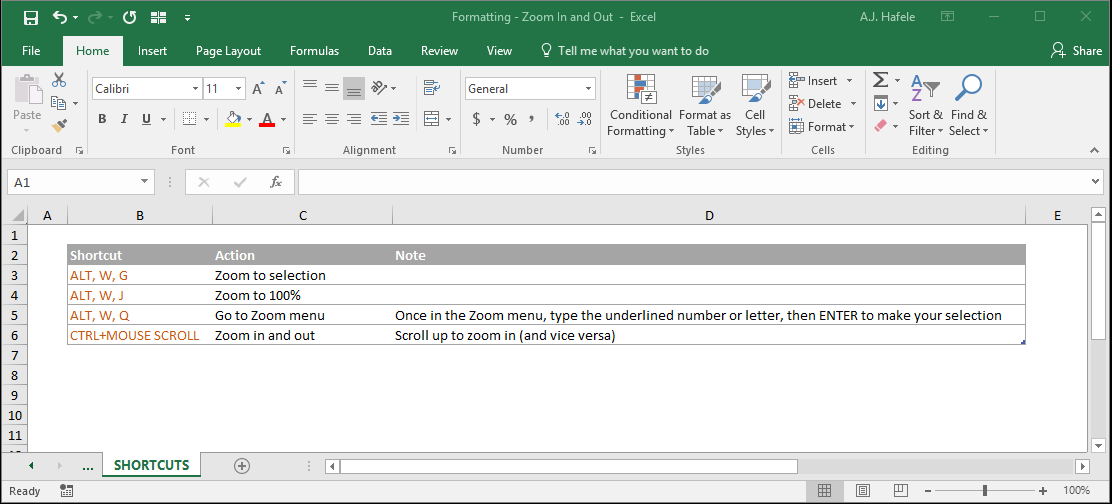 Formatting - Zoom In and Out - Excel A.J. Hafele
File Home Insert Page Layout Formulas Data Review View Tell me what you want to do Share
Paste
Calibri 11 A A
B I U A
General
$ % , .00 .00
Conditional Formatting
Format as Table
Cell Styles
Insert
Delete
Format
Σ
A Z
Sort & Filter
Find & Select
Clipboard Font Alignment Number Styles Cells Editing
A1 fx
A B C D E
1
2 Shortcut Action Note
3 ALT, W, G Zoom to selection
4 ALT, W, J Zoom to 100%
5 ALT, W, Q Go to Zoom menu Once in the Zoom menu, type the underlined number or letter, then ENTER to make your selection
6 CTRL+MOUSE SCROLL Zoom in and out Scroll up to zoom in (and vice versa)
7
8
9
10
11
... SHORTCUTS
Ready 100%